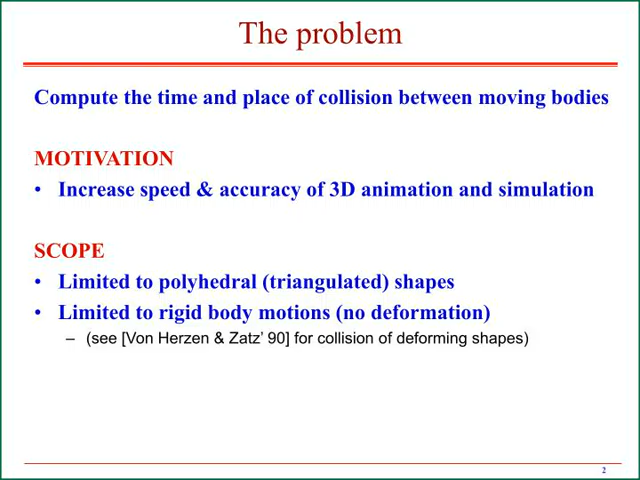 The problem
Compute the time and place of collision between moving bodies
MOTIVATION
• Increase speed & accuracy of 3D animation and simulation
SCOPE
• Limited to polyhedral (triangulated) shapes
• Limited to rigid body motions (no deformation)
– (see [Von Herzen & Zatz’ 90] for collision of deforming shapes)
2